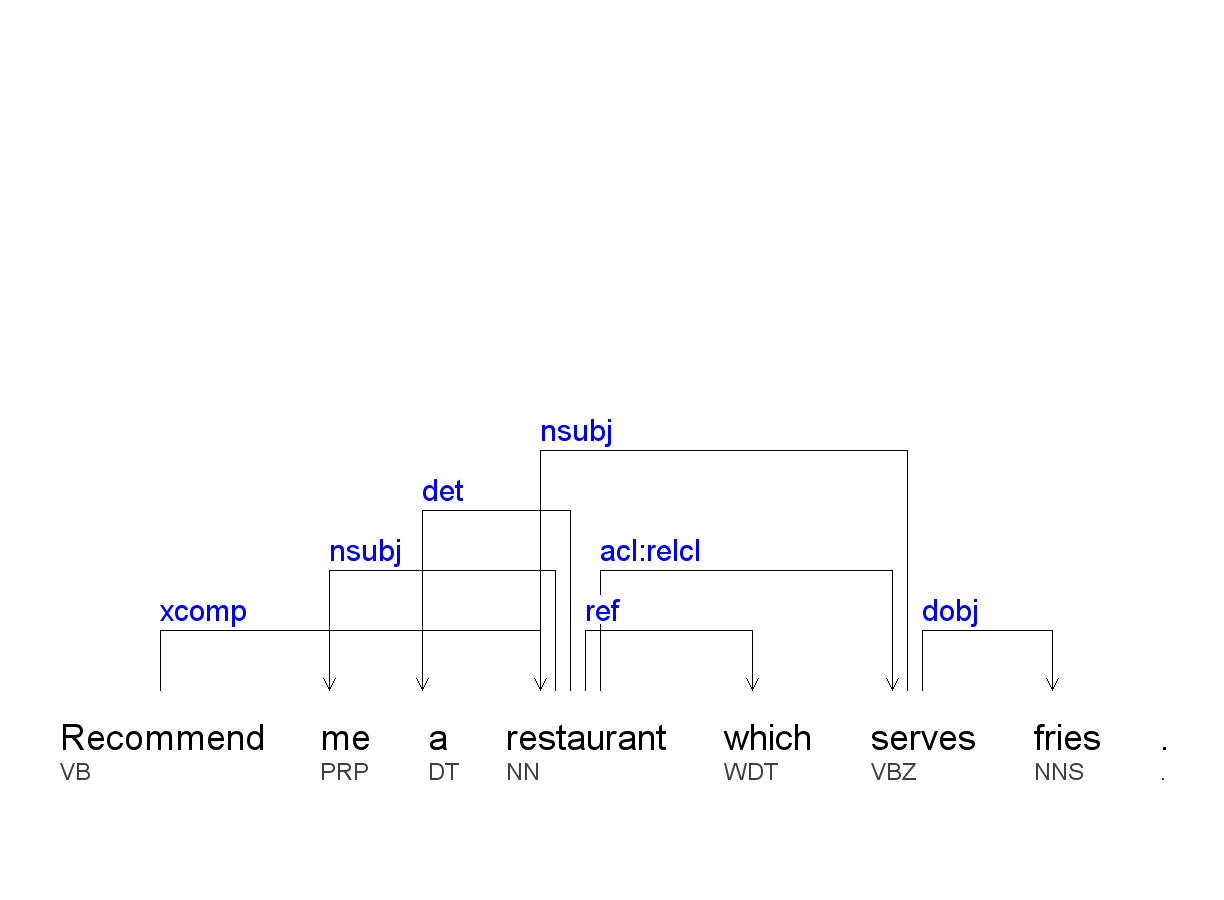 nsubj
det
nsubj acl:relcl
xcomp ref dobj
Recommend me a restaurant which serves fries .
VB PRP DT NN WDT VBZ NNS .